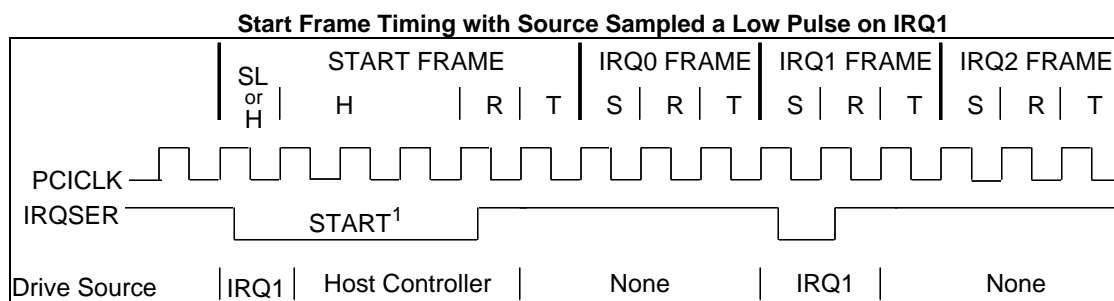 Start Frame Timing with Source Sampled a Low Pulse on IRQ1
SL or H START FRAME IRQ0 FRAME IRQ1 FRAME IRQ2 FRAME
H R T S R T S R T S R T
PCICLK
IRQSER START1
Drive Source IRQ1 Host Controller None IRQ1 None